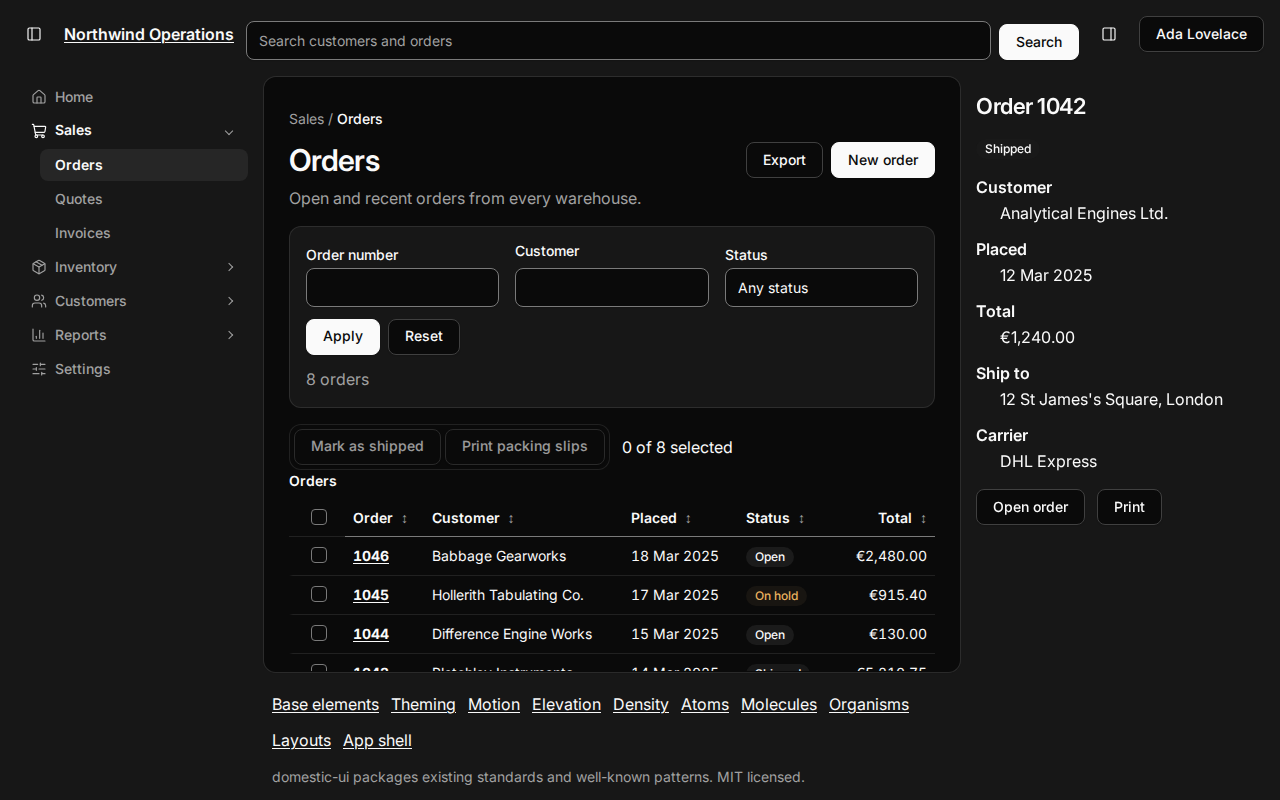 Northwind Operations
Search customers and orders
Search
Ada Lovelace
Home
Sales
Orders
Quotes
Invoices
Inventory
Customers
Reports
Settings
Sales / Orders
Orders
Export
New order
Open and recent orders from every warehouse.
Order number
Customer
Status
Any status
Apply
Reset
8 orders
Mark as shipped
Print packing slips
0 of 8 selected
Orders
Order ↕ Customer ↕ Placed ↕ Status ↕ Total ↕
1046 Babbage Gearworks 18 Mar 2025 Open €2,480.00
1045 Hollerith Tabulating Co. 17 Mar 2025 On hold €915.40
1044 Difference Engine Works 15 Mar 2025 Open €130.00
Order 1042
Shipped
Customer
Analytical Engines Ltd.
Placed
12 Mar 2025
Total
€1,240.00
Ship to
12 St James's Square, London
Carrier
DHL Express
Open order
Print
Base elements Theming Motion Elevation Density Atoms Molecules Organisms
Layouts App shell
domestic-ui packages existing standards and well-known patterns. MIT licensed.